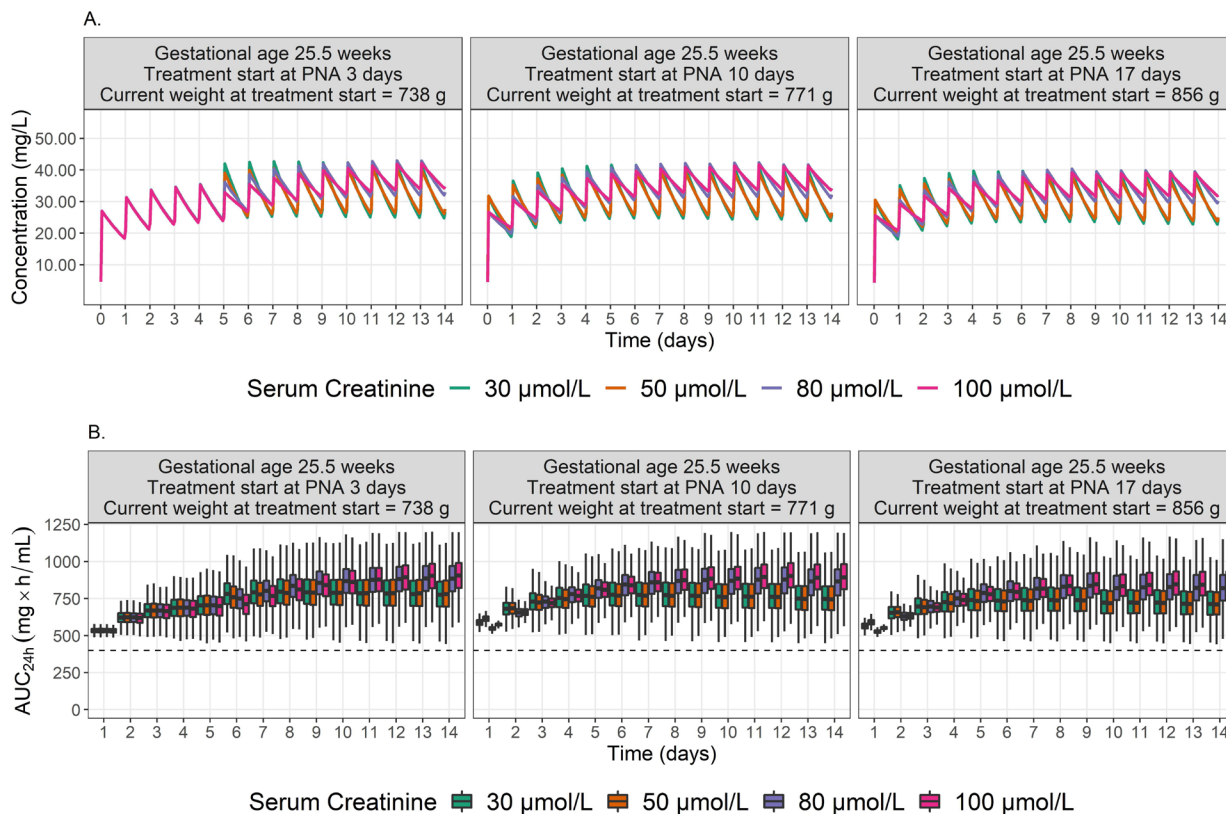 A.
Gestational age 25.5 weeks
Treatment start at PNA 3 days
Current weight at treatment start = 738 g
Gestational age 25.5 weeks
Treatment start at PNA 10 days
Current weight at treatment start = 771 g
Gestational age 25.5 weeks
Treatment start at PNA 17 days
Current weight at treatment start = 856 g
Concentration (mg/L)
50.00
40.00
30.00
20.00
10.00
0 1 2 3 4 5 6 7 8 9 10 11 12 13 14
0 1 2 3 4 5 6 7 8 9 10 11 12 13 14
0 1 2 3 4 5 6 7 8 9 10 11 12 13 14
Time (days)
Serum Creatinine 30 µmol/L 50 µmol/L 80 µmol/L 100 µmol/L
B.
Gestational age 25.5 weeks
Treatment start at PNA 3 days
Current weight at treatment start = 738 g
Gestational age 25.5 weeks
Treatment start at PNA 10 days
Current weight at treatment start = 771 g
Gestational age 25.5 weeks
Treatment start at PNA 17 days
Current weight at treatment start = 856 g
AUC24h (mg × h/mL)
1250
1000
750
500
250
0
1 2 3 4 5 6 7 8 9 10 11 12 13 14
1 2 3 4 5 6 7 8 9 10 11 12 13 14
1 2 3 4 5 6 7 8 9 10 11 12 13 14
Time (days)
Serum Creatinine 30 µmol/L 50 µmol/L 80 µmol/L 100 µmol/L